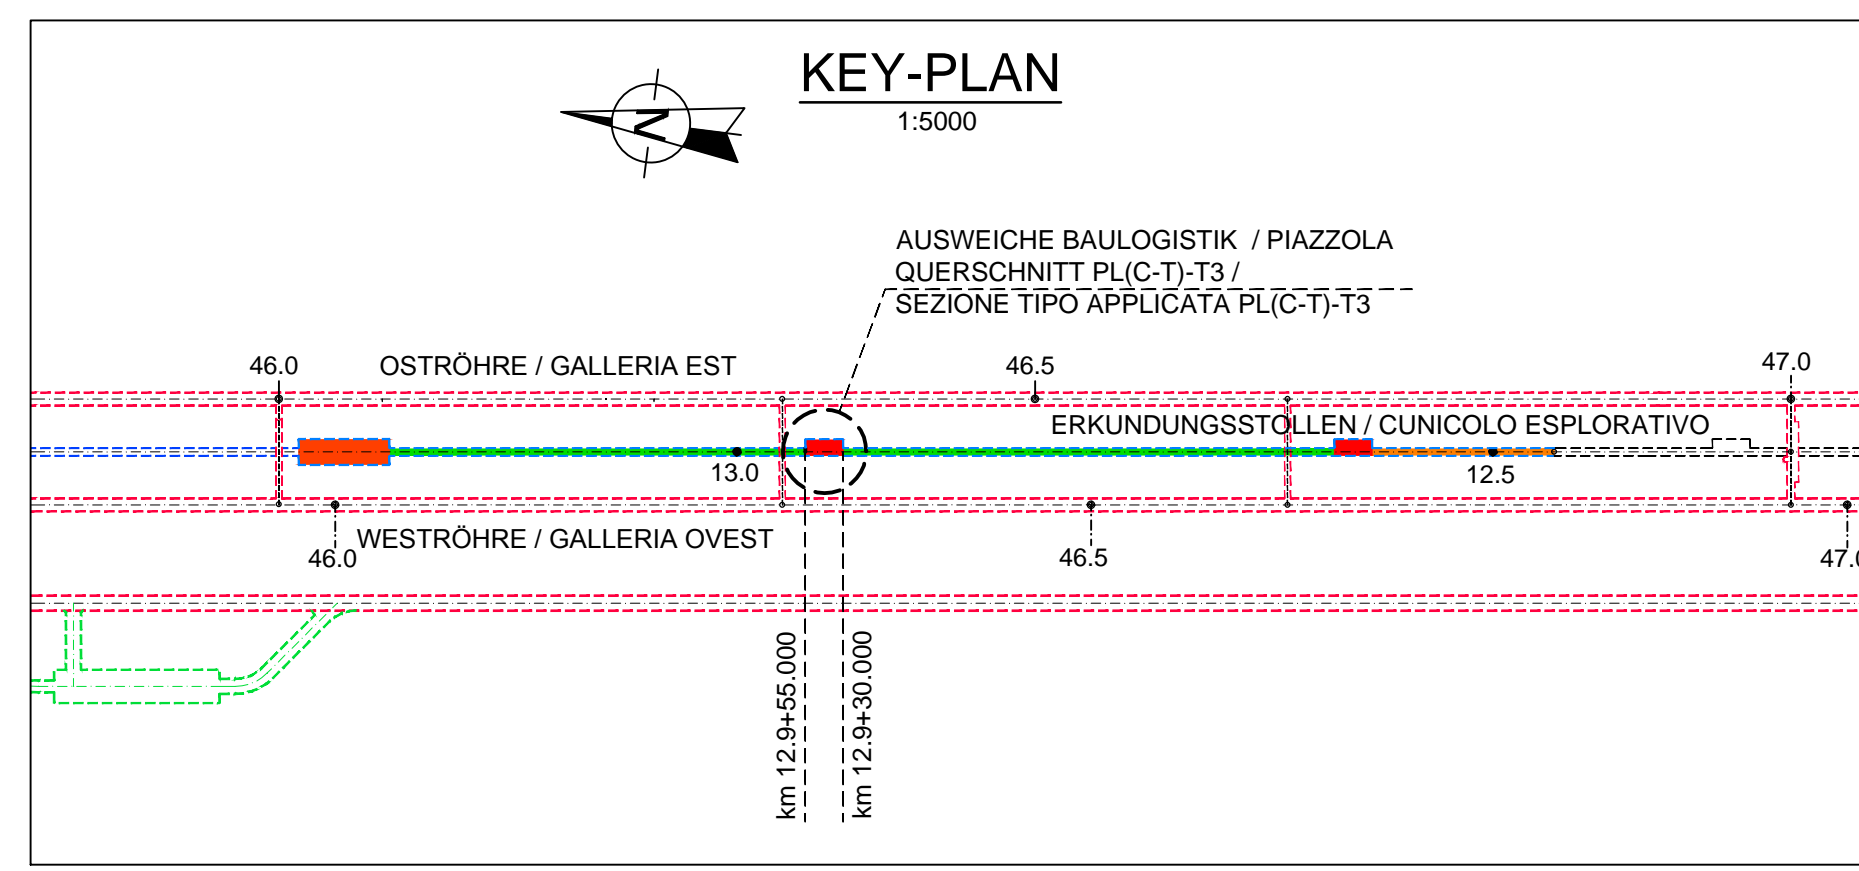 KEY-PLAN
1:5000
N
AUSWEICHE BAULOGISTIK / PIAZZOLA
QUERSCHNITT PL(C-T)-T3 /
SEZIONE TIPO APPLICATA PL(C-T)-T3
46.0
OSTRÖHRE / GALLERIA EST
46.5
47.0
ERKUNDUNGSSTOLLEN / CUNICOLO ESPLORATIVO
13.0
12.5
46.0
WESTRÖHRE / GALLERIA OVEST
46.5
47.0
km 12.9+55.000
km 12.9+30.000